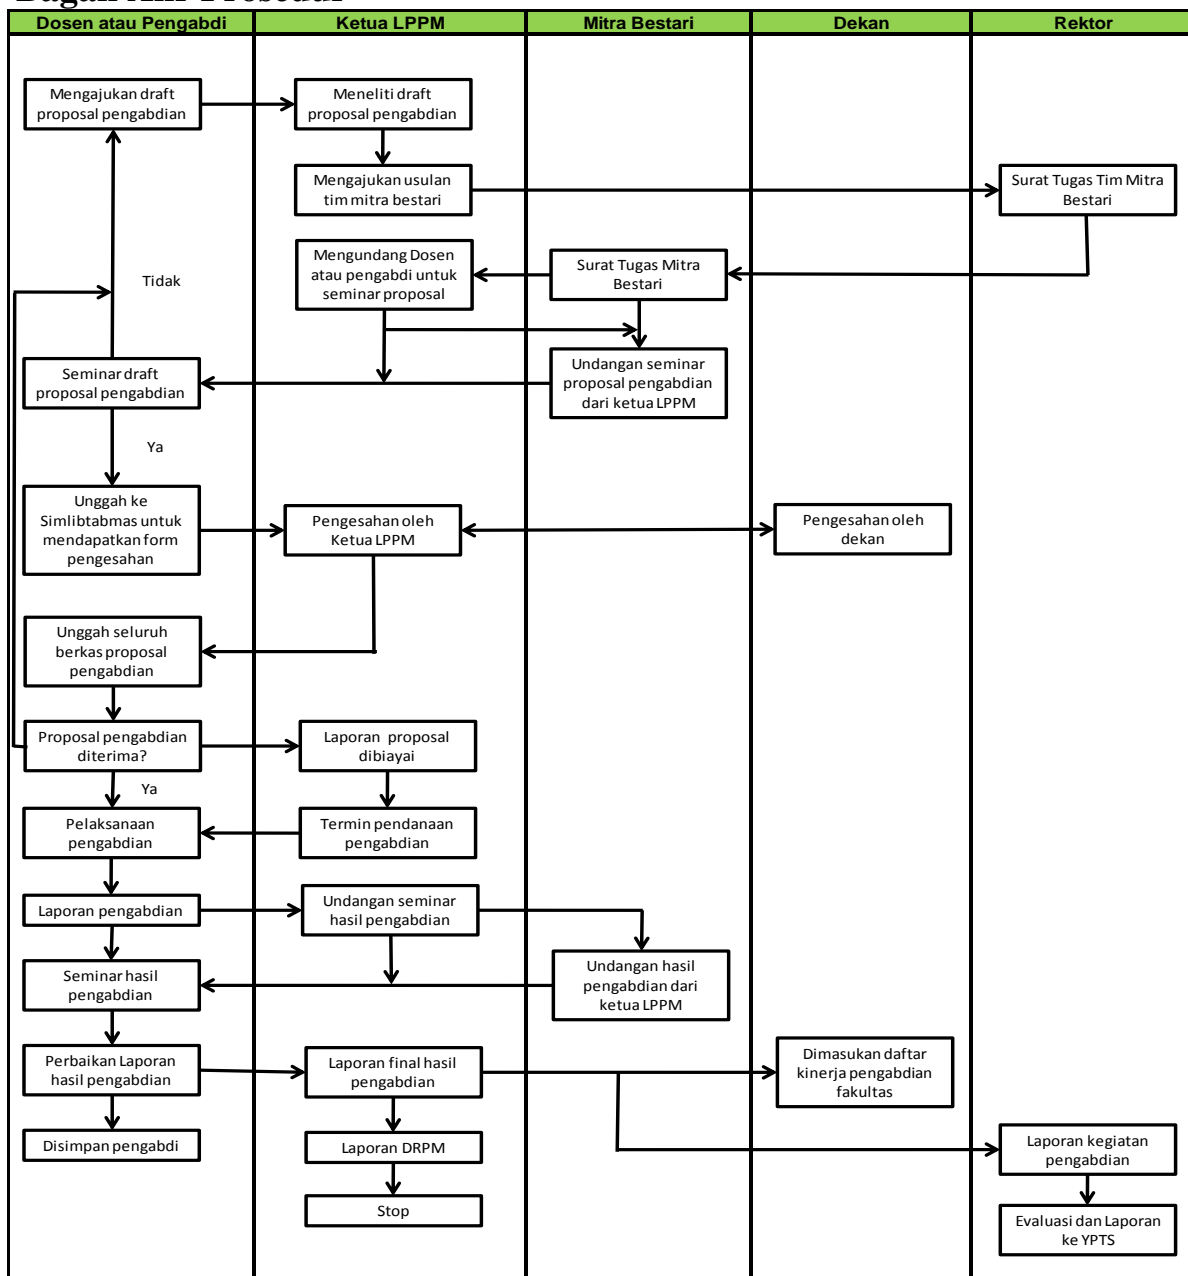 Dosen atau Pengabdi
Ketua LPPM
Mitra Bestari
Dekan
Rektor
Mengajukan draft
proposal pengabdian
Meneliti draft
proposal pengabdian
Mengajukan usulan
tim mitra bestari
Surat Tugas Tim Mitra
Bestari
Mengundang Dosen
atau pengabdi untuk
seminar proposal
Surat Tugas Mitra
Bestari
Tidak
Seminar draft
proposal pengabdian
Undangan seminar
proposal pengabdian
dari ketua LPPM
Ya
Unggah ke
Simlibtabmas untuk
mendapatkan form
pengesahan
Pengesahan oleh
Ketua LPPM
Pengesahan oleh
dekan
Unggah seluruh
berkas proposal
pengabdian
Proposal pengabdian
diterima?
Laporan proposal
dibiayai
Ya
Pelaksanaan
pengabdian
Termin pendanaan
pengabdian
Laporan pengabdian
Undangan seminar
hasil pengabdian
Seminar hasil
pengabdian
Undangan hasil
pengabdian dari
ketua LPPM
Perbaikan Laporan
hasil pengabdian
Laporan final hasil
pengabdian
Dimasukan daftar
kinerja pengabdian
fakultas
Disimpan pengabdi
Laporan DRPM
Laporan kegiatan
pengabdian
Stop
Evaluasi dan Laporan
ke YPTS